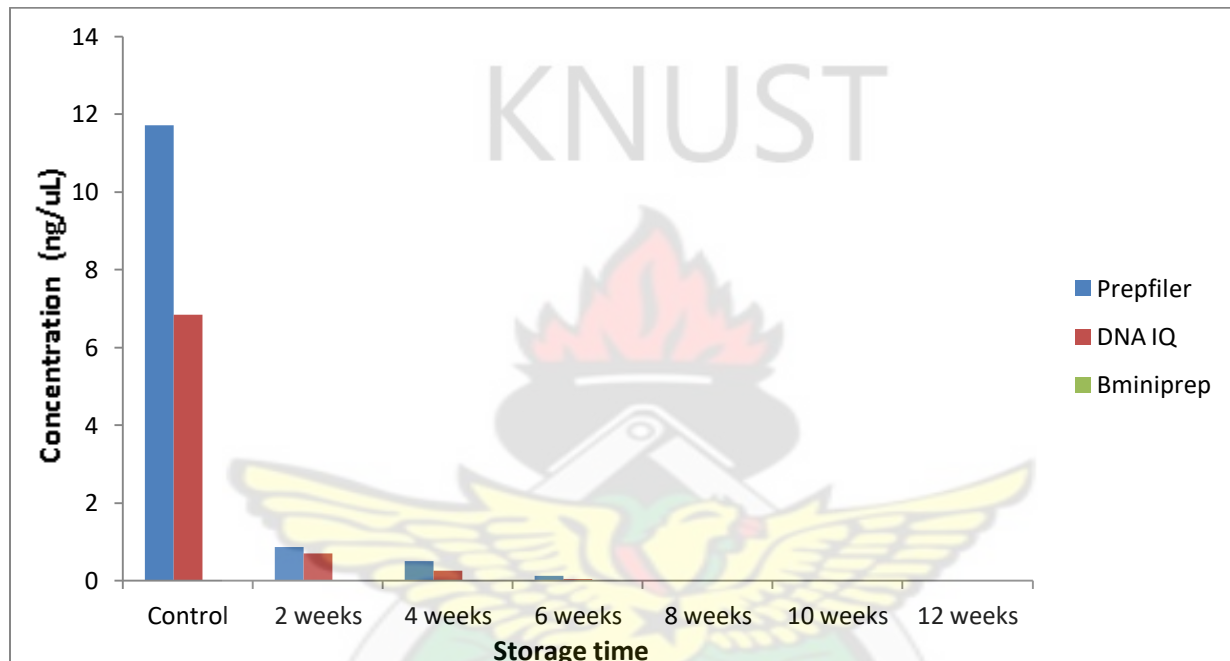 KNUST
14
12
10
8
6
4
2
0
Concentration (ng/uL)
Control 2 weeks 4 weeks 6 weeks 8 weeks 10 weeks 12 weeks
Storage time
Prepfiler
DNA IQ
Bminiprep